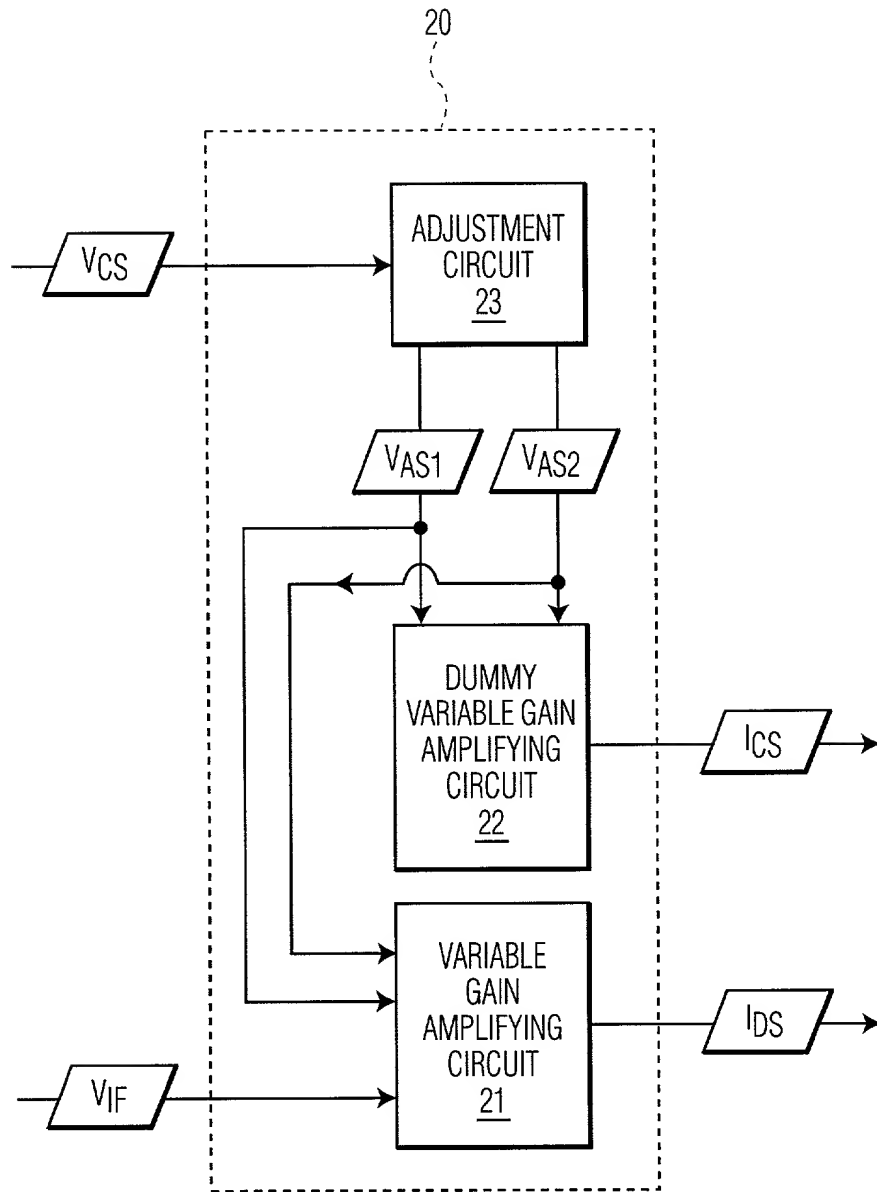 20
ADJUSTMENT
CIRCUIT
23
VCS
VAS1
VAS2
DUMMY
VARIABLE GAIN
AMPLIFYING
CIRCUIT
22
ICS
VARIABLE
GAIN
AMPLIFYING
CIRCUIT
21
IDS
VIF